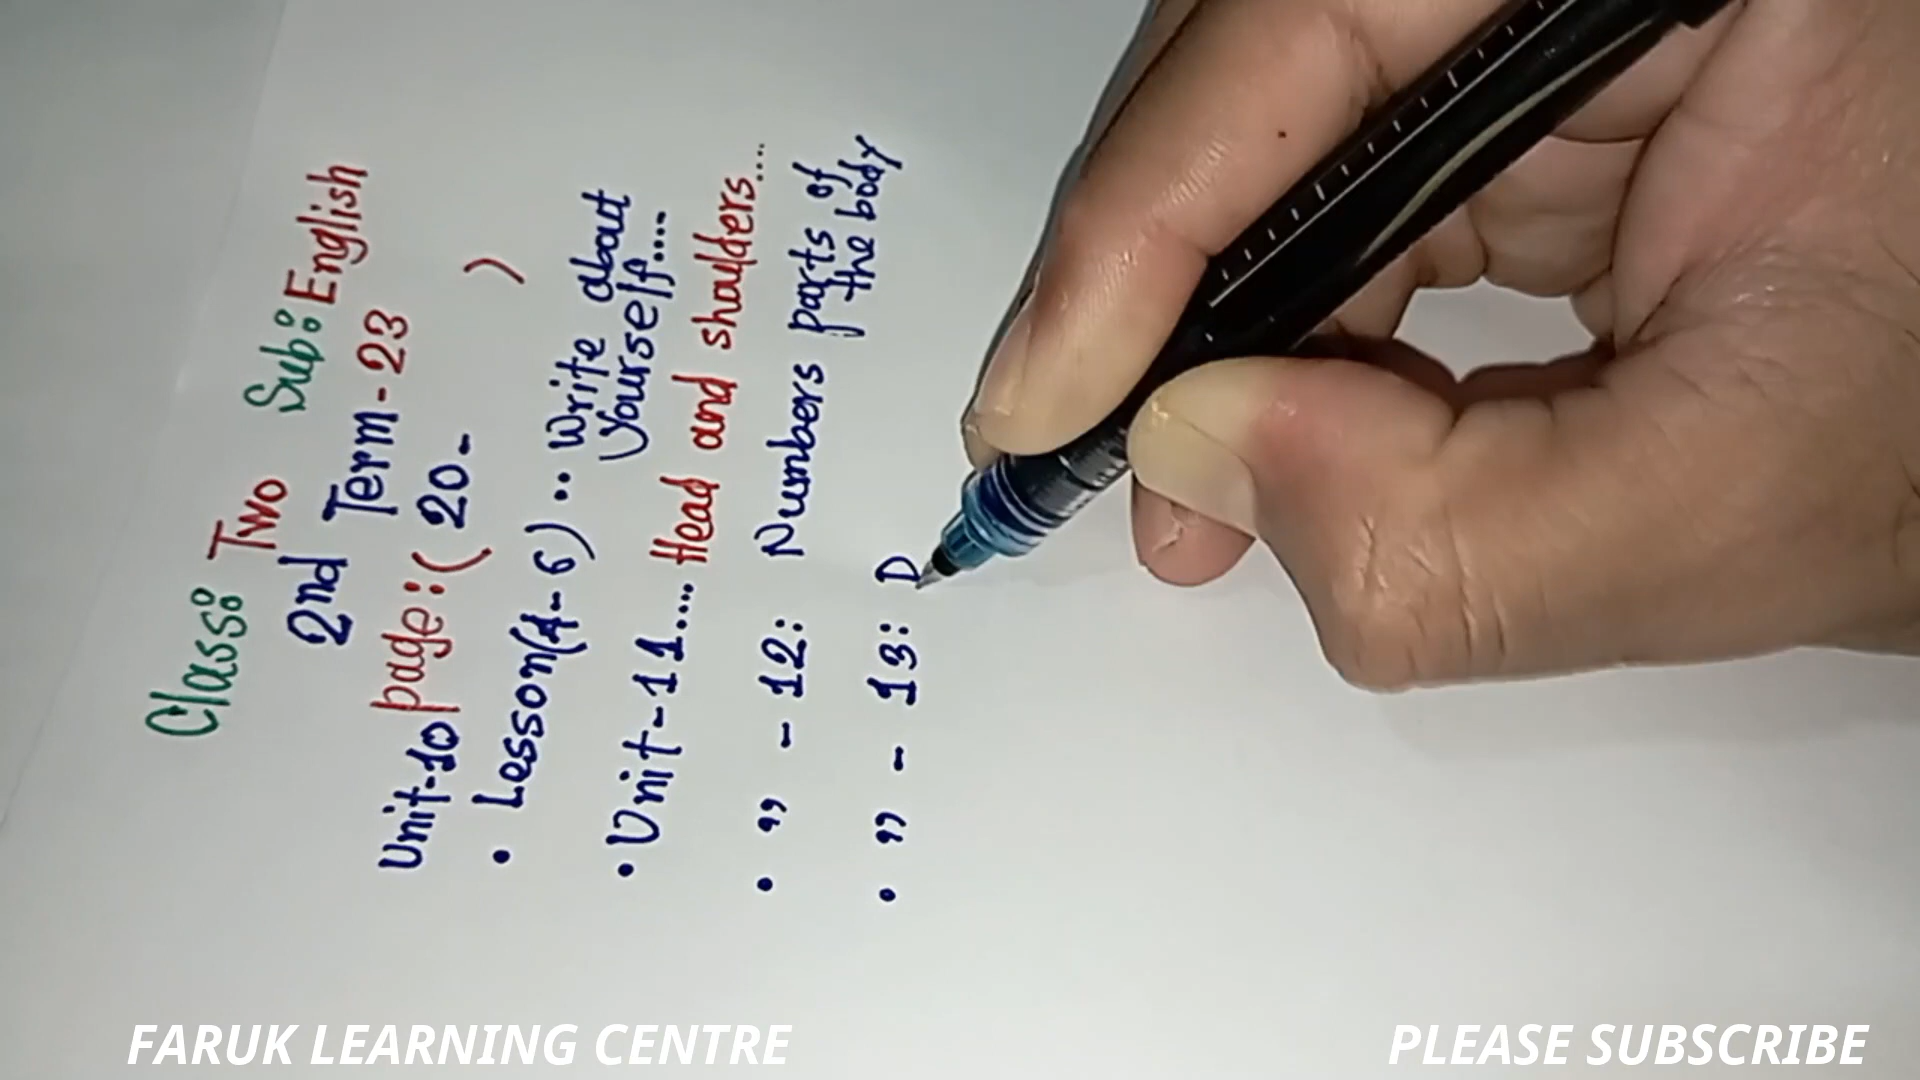 Class: Two Sub: English
2nd Term-23
Unit-10 page: ( 20- )
• Lesson(4-6) .. Write about
yourself....
• Unit-11.... Head and shoulders....
• ,, - 12: Numbers parts of
the body
• ,, - 13: D
FARUK LEARNING CENTRE
PLEASE SUBSCRIBE